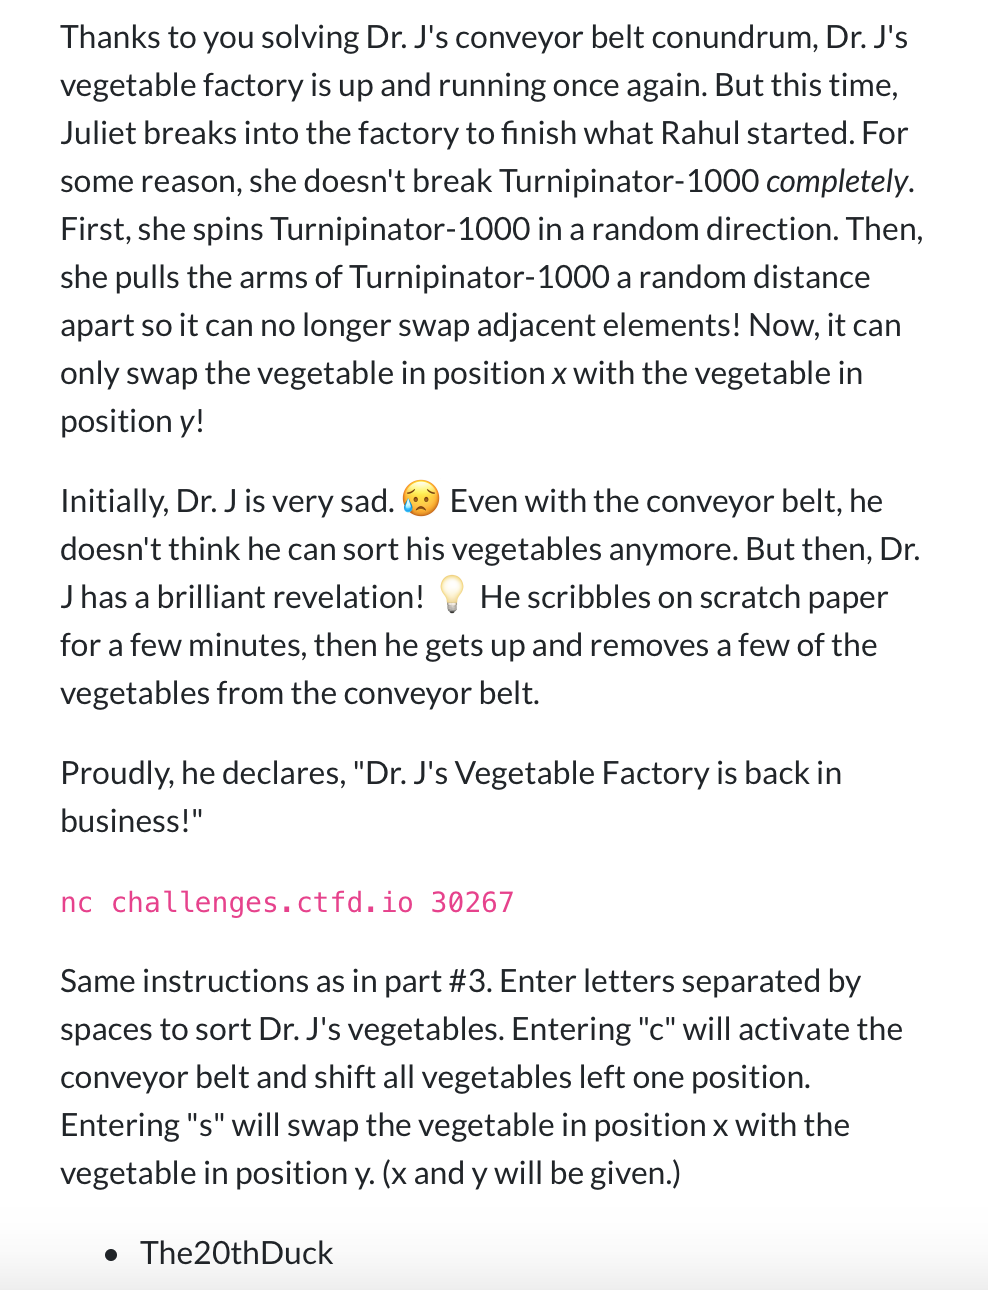 Thanks to you solving Dr. J's conveyor belt conundrum, Dr. J's
vegetable factory is up and running once again. But this time,
Juliet breaks into the factory to finish what Rahul started. For
some reason, she doesn't break Turnipinator-1000 completely.
First, she spins Turnipinator-1000 in a random direction. Then,
she pulls the arms of Turnipinator-1000 a random distance
apart so it can no longer swap adjacent elements! Now, it can
only swap the vegetable in position x with the vegetable in
position y!
Initially, Dr. J is very sad. 😥 Even with the conveyor belt, he
doesn't think he can sort his vegetables anymore. But then, Dr.
J has a brilliant revelation! 💡 He scribbles on scratch paper
for a few minutes, then he gets up and removes a few of the
vegetables from the conveyor belt.
Proudly, he declares, "Dr. J's Vegetable Factory is back in
business!"
nc challenges.ctfd.io 30267
Same instructions as in part #3. Enter letters separated by
spaces to sort Dr. J's vegetables. Entering "c" will activate the
conveyor belt and shift all vegetables left one position.
Entering "s" will swap the vegetable in position x with the
vegetable in position y. (x and y will be given.)
• The20thDuck